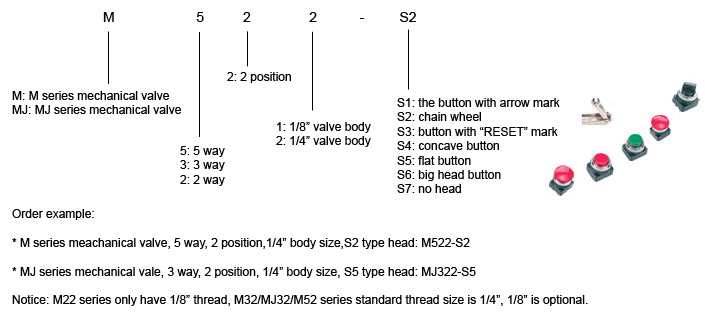 M 5 2 2 - S2
2: 2 position
M: M series mechanical valve
MJ: MJ series mechanical valve
1: 1/8” valve body
2: 1/4” valve body
5: 5 way
3: 3 way
2: 2 way
S1: the button with arrow mark
S2: chain wheel
S3: button with “RESET” mark
S4: concave button
S5: flat button
S6: big head button
S7: no head
Order example:
* M series meachanical valve, 5 way, 2 position,1/4” body size,S2 type head: M522-S2
* MJ series mechanical vale, 3 way, 2 position, 1/4” body size, S5 type head: MJ322-S5
Notice: M22 series only have 1/8” thread, M32/MJ32/M52 series standard thread size is 1/4”, 1/8” is optional.